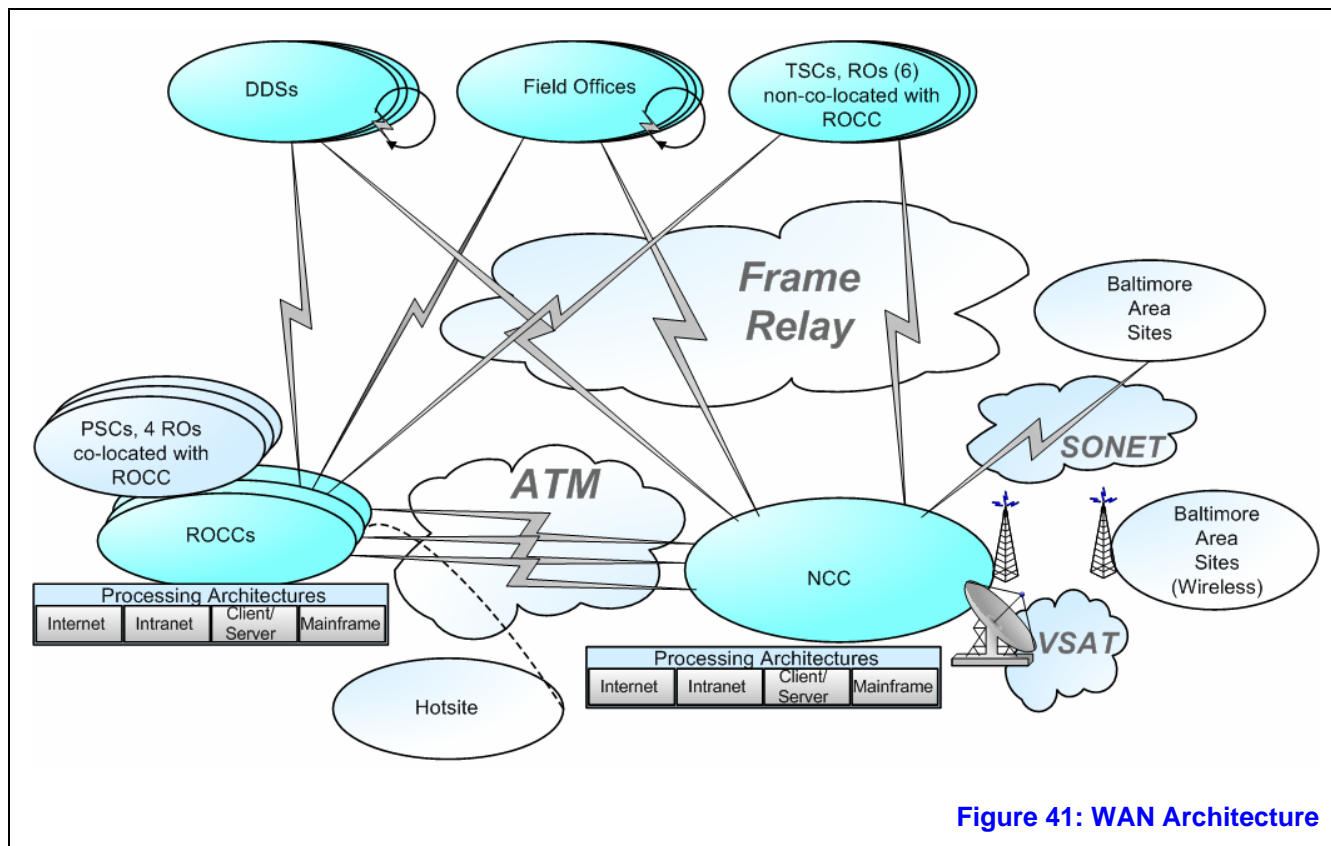 DDSs
Field Offices
TSCs, ROs (6)
non-co-located with
ROCC
Frame
Relay
Baltimore
Area
Sites
PSCs, 4 ROs
co-located with
ROCC
ATM
SONET
ROCCs
NCC
Baltimore
Area
Sites
(Wireless)
Processing Architectures
Internet
Intranet
Client/
Server
Mainframe
VSAT
Processing Architectures
Internet
Intranet
Client/
Server
Mainframe
Hotsite
Figure 41: WAN Architecture